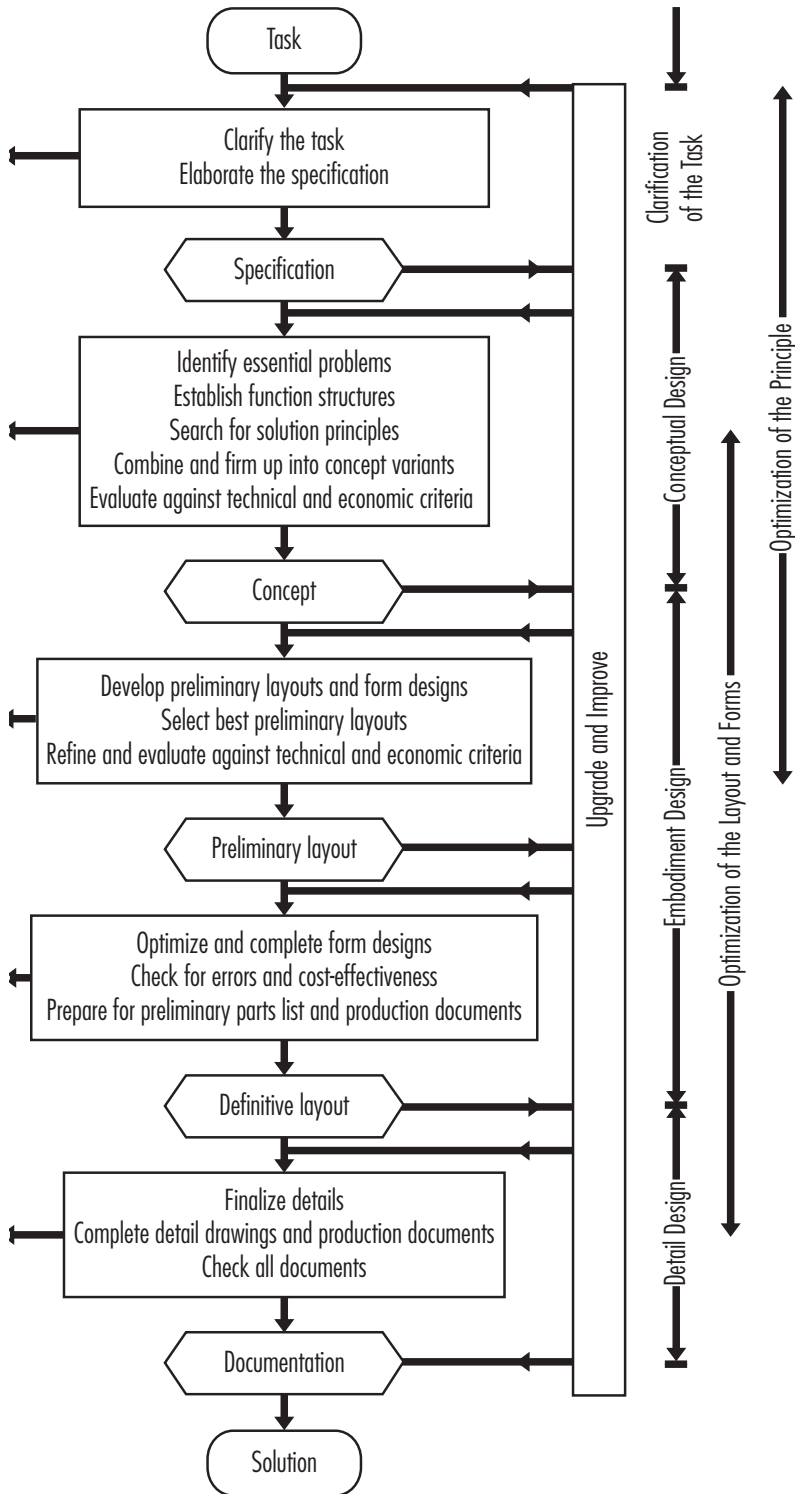 Task
Clarify the task
Elaborate the specification
Specification
Identify essential problems
Establish function structures
Search for solution principles
Combine and firm up into concept variants
Evaluate against technical and economic criteria
Concept
Develop preliminary layouts and form designs
Select best preliminary layouts
Refine and evaluate against technical and economic criteria
Preliminary layout
Optimize and complete form designs
Check for errors and cost-effectiveness
Prepare for preliminary parts list and production documents
Definitive layout
Finalize details
Complete detail drawings and production documents
Check all documents
Documentation
Solution
Upgrade and Improve
Clarification
of the Task
Conceptual Design
Embodiment Design
Detail Design
Optimization of the Layout and Forms
Optimization of the Principle